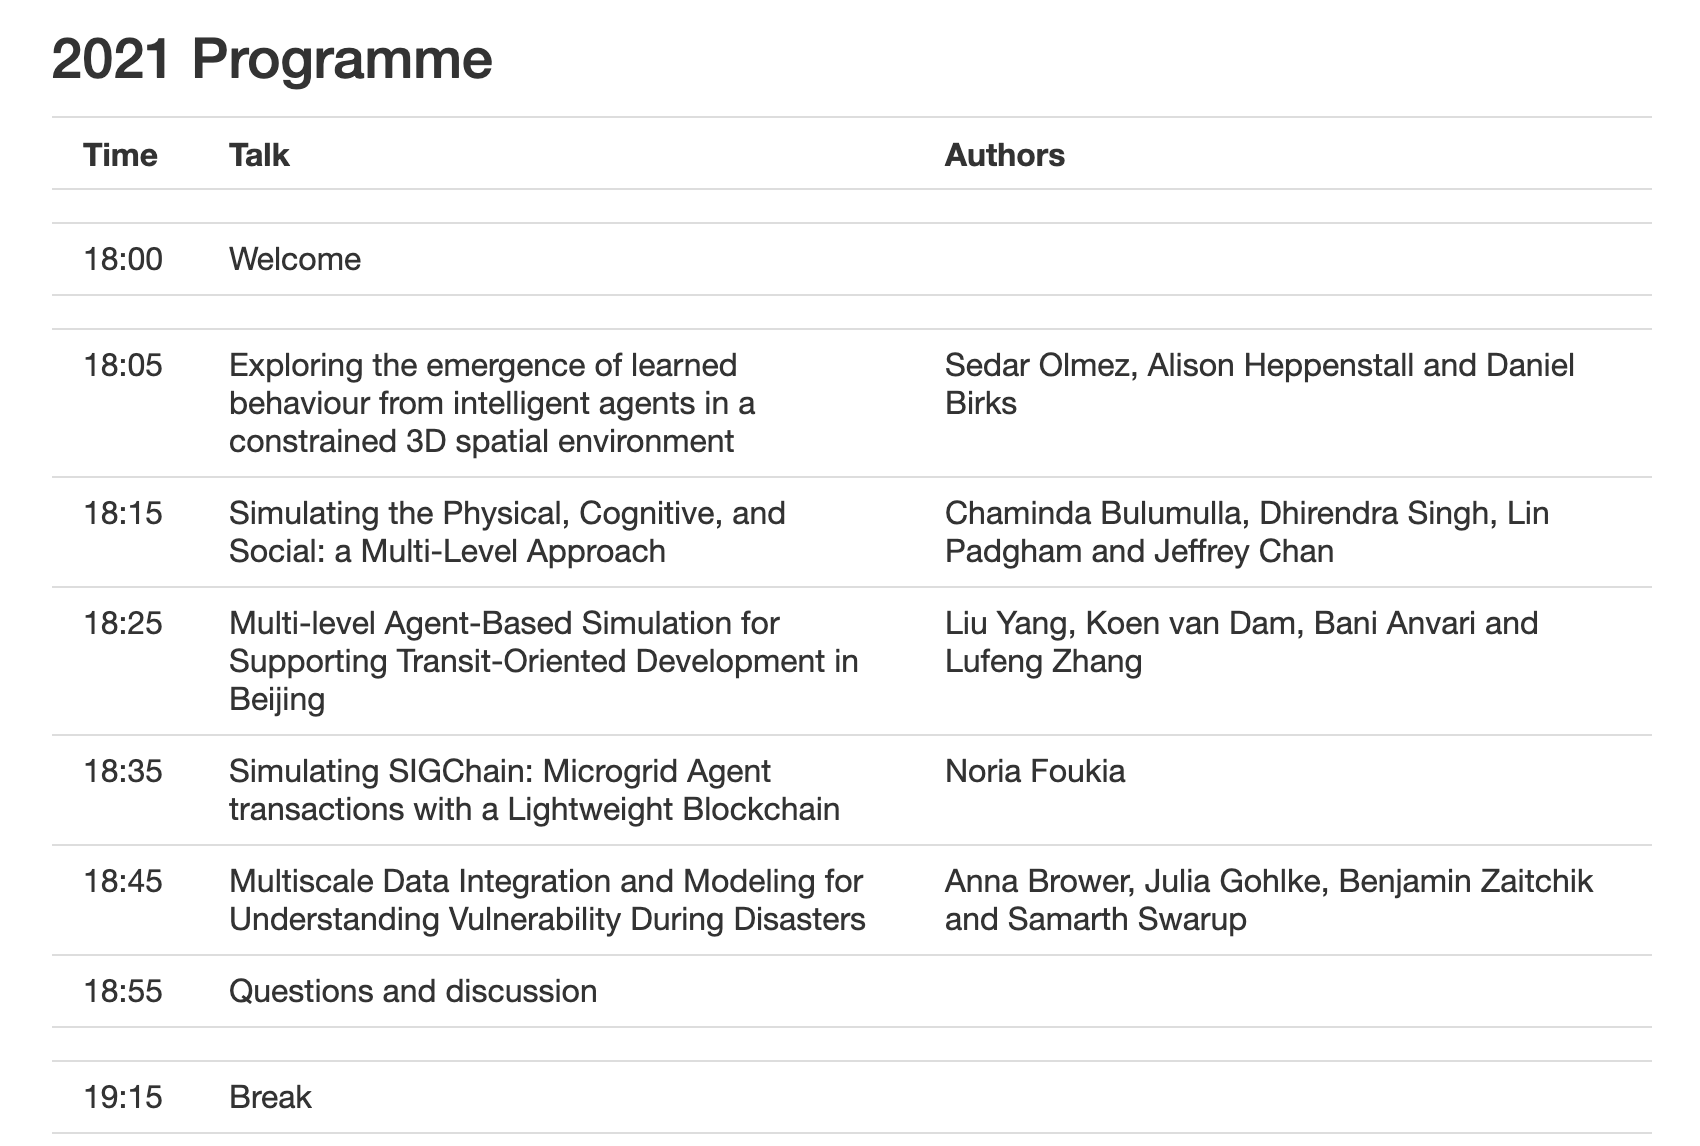 2021 Programme
Time Talk Authors
18:00 Welcome
18:05 Exploring the emergence of learned Sedar Olmez, Alison Heppenstall and Daniel
behaviour from intelligent agents in a Birks
constrained 3D spatial environment
18:15 Simulating the Physical, Cognitive, and Chaminda Bulumulla, Dhirendra Singh, Lin
Social: a Multi-Level Approach Padgham and Jeffrey Chan
18:25 Multi-level Agent-Based Simulation for Liu Yang, Koen van Dam, Bani Anvari and
Supporting Transit-Oriented Development in Lufeng Zhang
Beijing
18:35 Simulating SIGChain: Microgrid Agent Noria Foukia
transactions with a Lightweight Blockchain
18:45 Multiscale Data Integration and Modeling for Anna Brower, Julia Gohlke, Benjamin Zaitchik
Understanding Vulnerability During Disasters and Samarth Swarup
18:55 Questions and discussion
19:15 Break